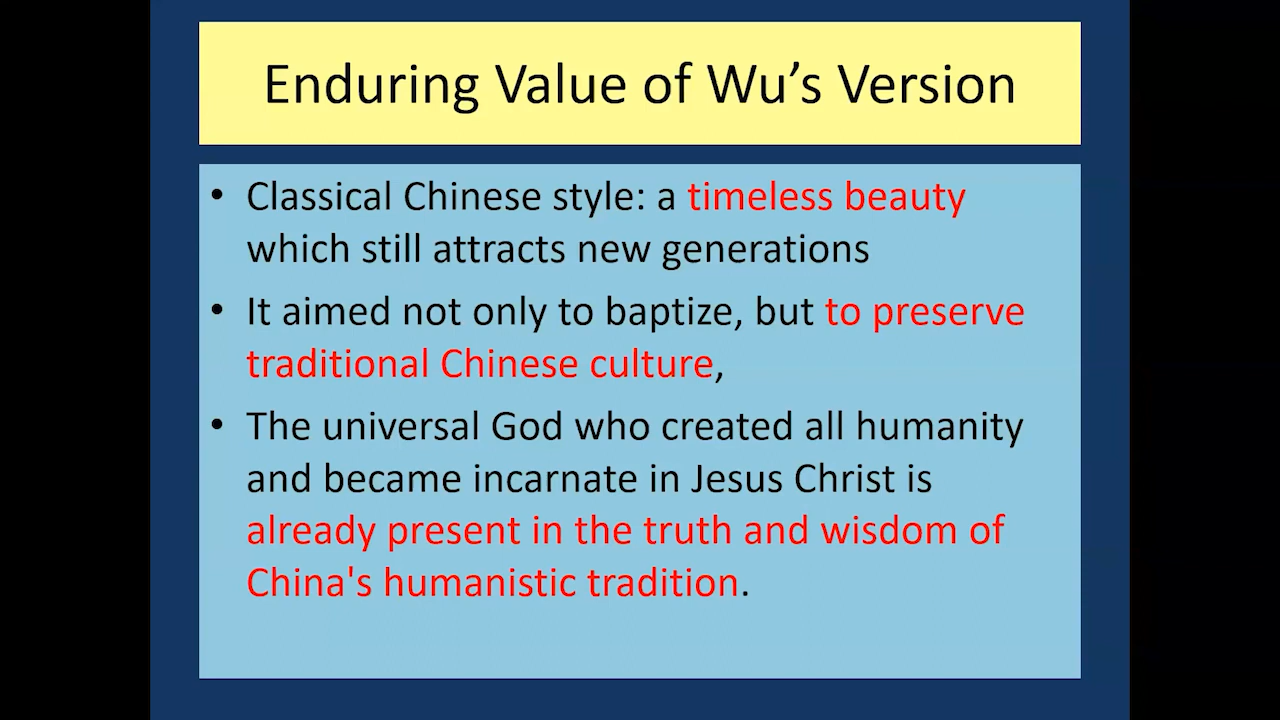 Enduring Value of Wu’s Version
• Classical Chinese style: a timeless beauty
which still attracts new generations
• It aimed not only to baptize, but to preserve
traditional Chinese culture,
• The universal God who created all humanity
and became incarnate in Jesus Christ is
already present in the truth and wisdom of
China's humanistic tradition.